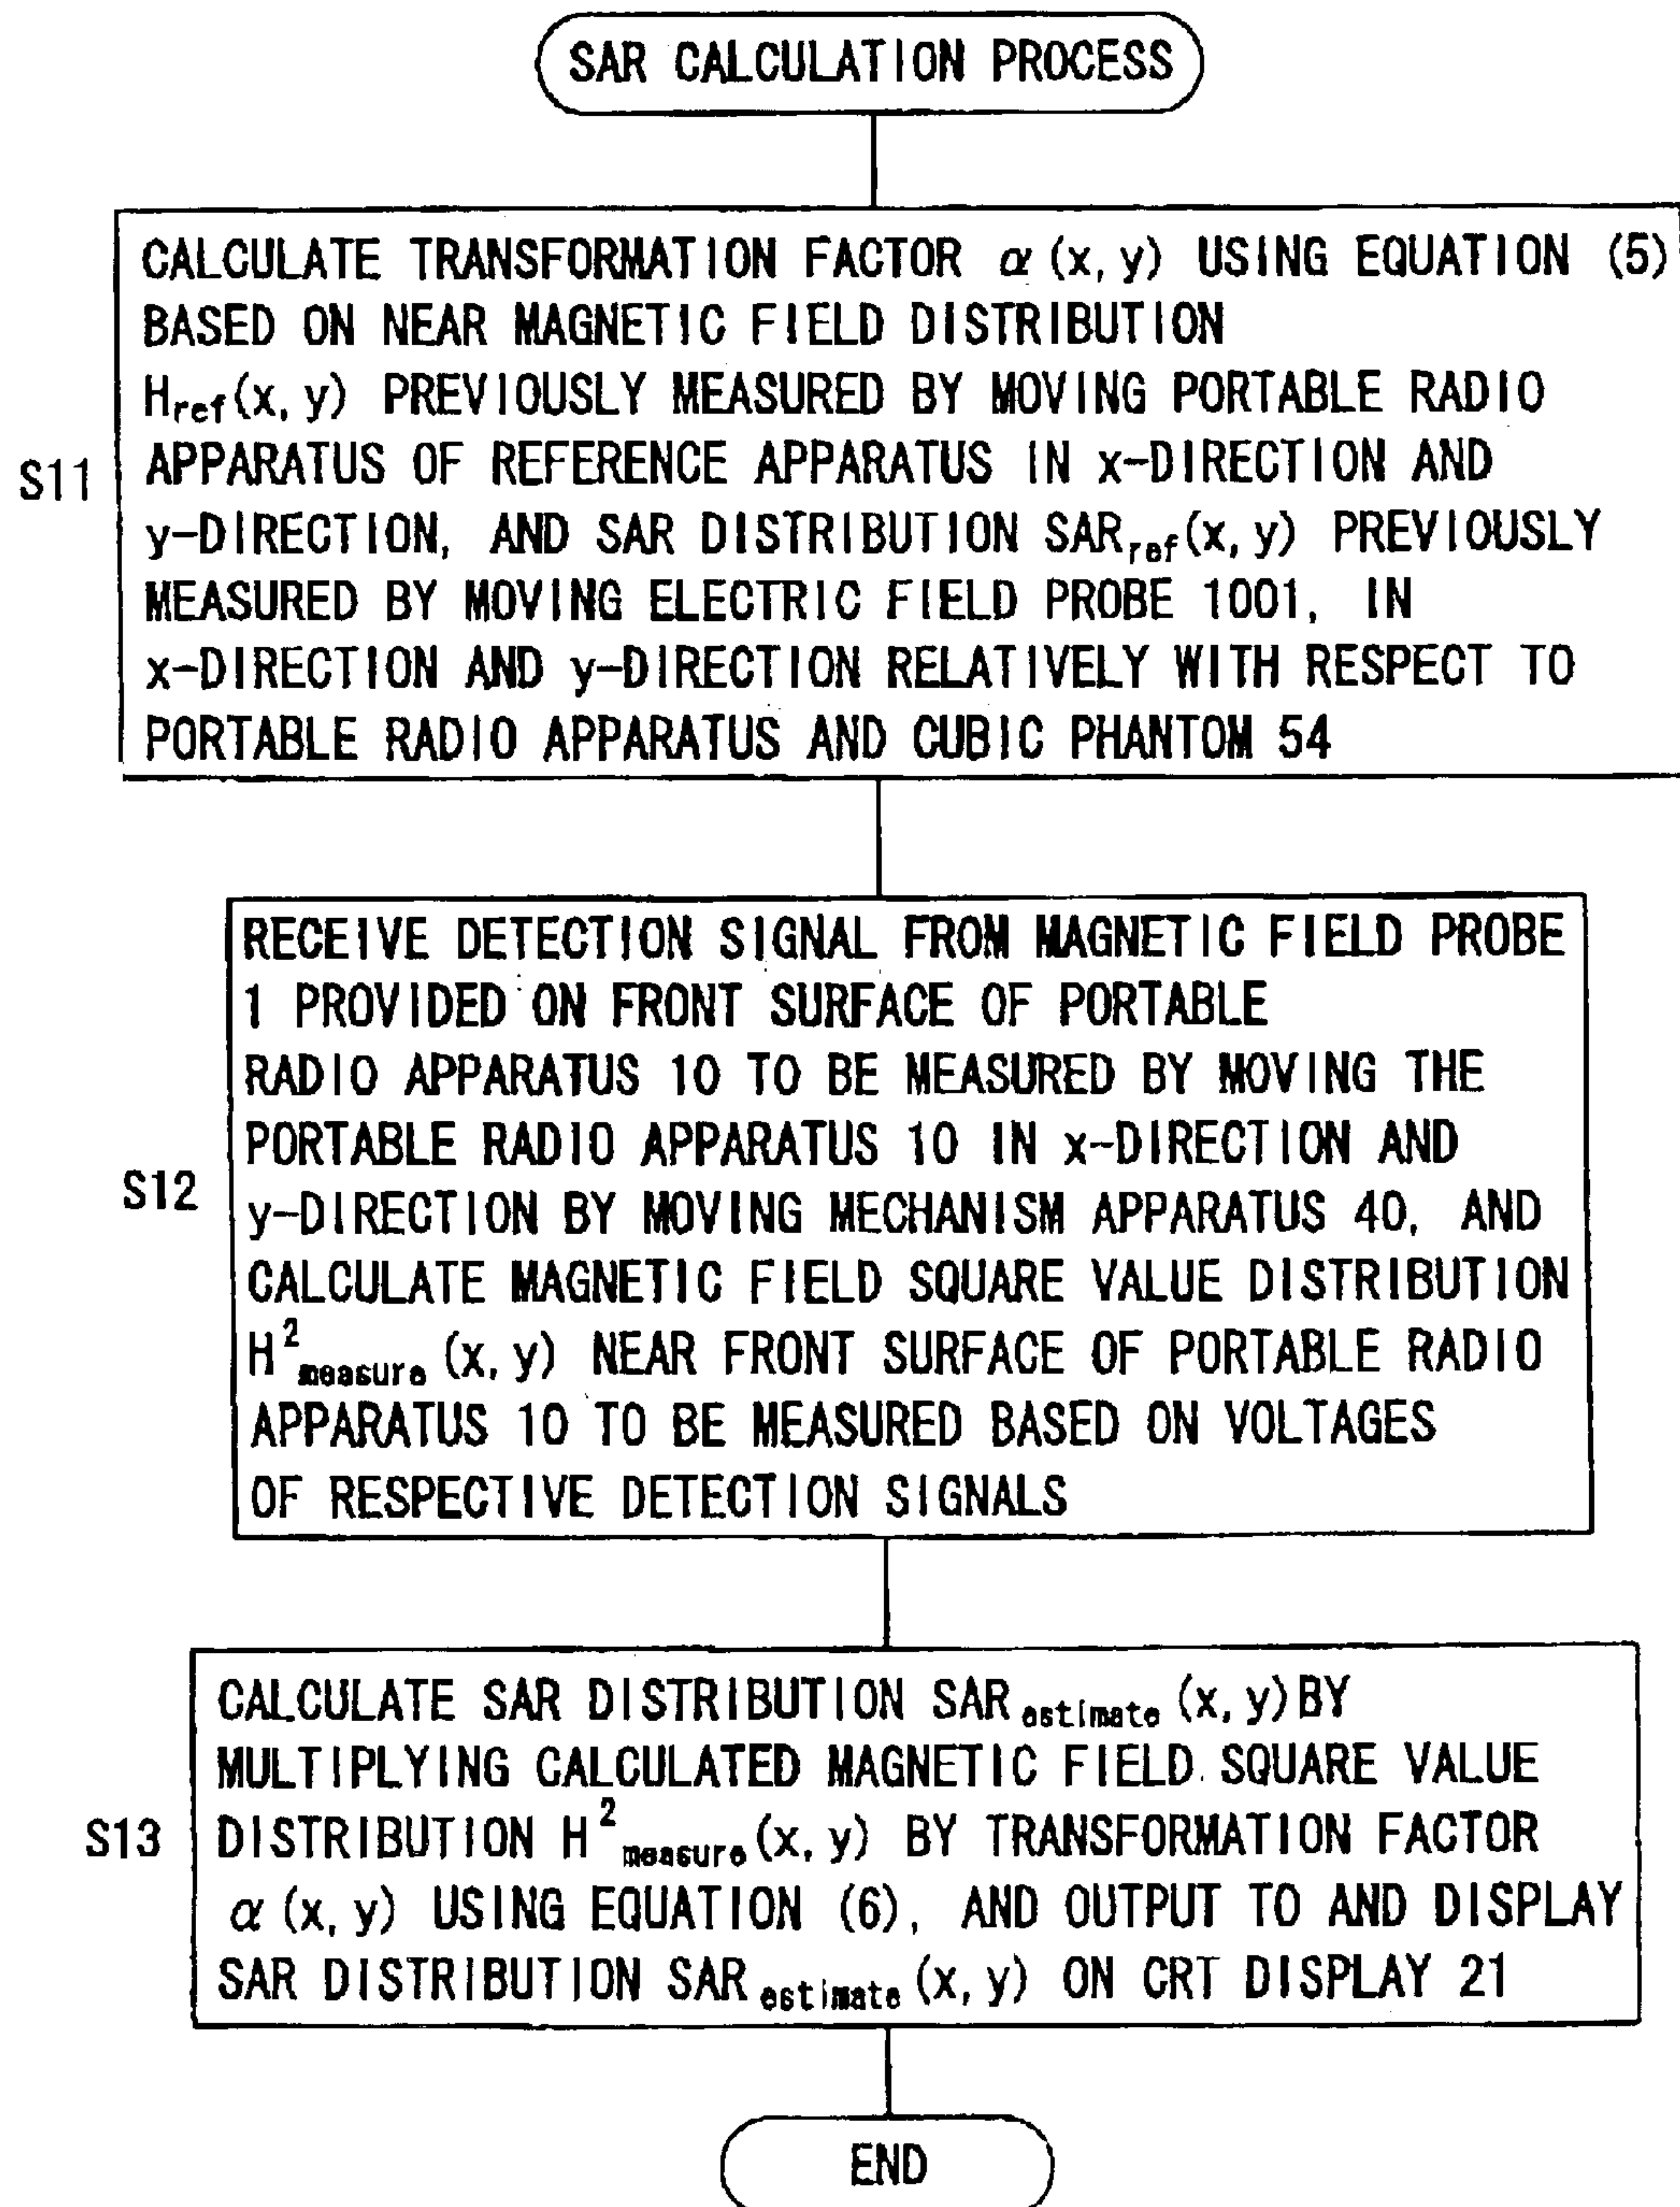 SAR CALCULATION PROCESS
S11
CALCULATE TRANSFORMATION FACTOR α(x, y) USING EQUATION (5)
BASED ON NEAR MAGNETIC FIELD DISTRIBUTION
Href(x, y) PREVIOUSLY MEASURED BY MOVING PORTABLE RADIO
APPARATUS OF REFERENCE APPARATUS IN x-DIRECTION AND
y-DIRECTION, AND SAR DISTRIBUTION SARref(x, y) PREVIOUSLY
MEASURED BY MOVING ELECTRIC FIELD PROBE 1001, IN
x-DIRECTION AND y-DIRECTION RELATIVELY WITH RESPECT TO
PORTABLE RADIO APPARATUS AND CUBIC PHANTOM 54
S12
RECEIVE DETECTION SIGNAL FROM MAGNETIC FIELD PROBE
1 PROVIDED ON FRONT SURFACE OF PORTABLE
RADIO APPARATUS 10 TO BE MEASURED BY MOVING THE
PORTABLE RADIO APPARATUS 10 IN x-DIRECTION AND
y-DIRECTION BY MOVING MECHANISM APPARATUS 40, AND
CALCULATE MAGNETIC FIELD SQUARE VALUE DISTRIBUTION
H²measure(x, y) NEAR FRONT SURFACE OF PORTABLE RADIO
APPARATUS 10 TO BE MEASURED BASED ON VOLTAGES
OF RESPECTIVE DETECTION SIGNALS
S13
CALCULATE SAR DISTRIBUTION SARestimate(x, y) BY
MULTIPLYING CALCULATED MAGNETIC FIELD SQUARE VALUE
DISTRIBUTION H²measure(x, y) BY TRANSFORMATION FACTOR
α(x, y) USING EQUATION (6), AND OUTPUT TO AND DISPLAY
SAR DISTRIBUTION SARestimate(x, y) ON CRT DISPLAY 21
END